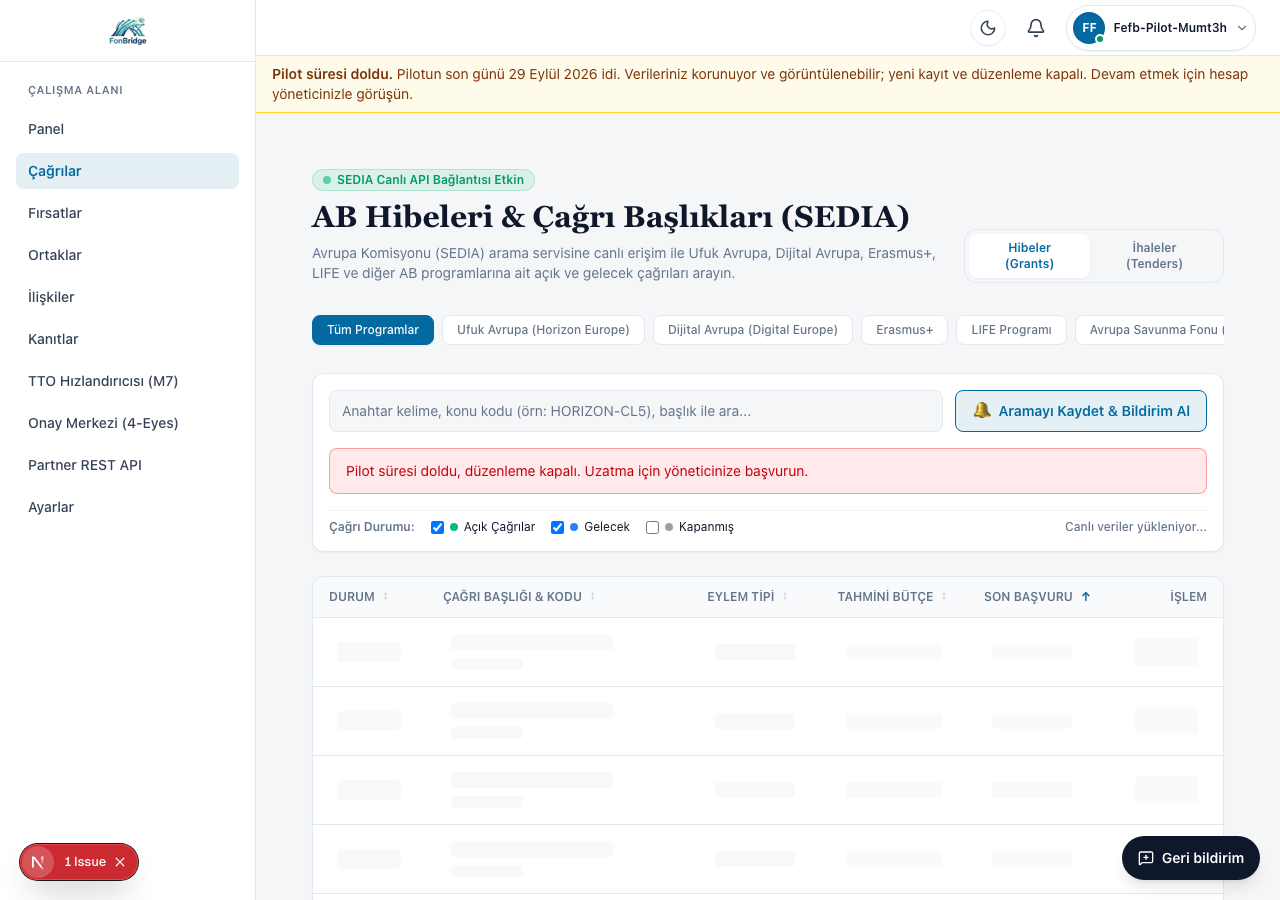 FonBridge
FF
Fefb-Pilot-Mumt3h
Pilot süresi doldu. Pilotun son günü 29 Eylül 2026 idi. Verileriniz korunuyor ve görüntülenebilir; yeni kayıt ve düzenleme kapalı. Devam etmek için hesap
yöneticinizle görüşün.
ÇALIŞMA ALANI
Panel
Çağrılar
Fırsatlar
Ortaklar
İlişkiler
Kanıtlar
TTO Hızlandırıcısı (M7)
Onay Merkezi (4-Eyes)
Partner REST API
Ayarlar
SEDIA Canlı API Bağlantısı Etkin
AB Hibeleri & Çağrı Başlıkları (SEDIA)
Avrupa Komisyonu (SEDIA) arama servisine canlı erişim ile Ufuk Avrupa, Dijital Avrupa, Erasmus+,
LIFE ve diğer AB programlarına ait açık ve gelecek çağrıları arayın.
Hibeler
(Grants)
İhaleler
(Tenders)
Tüm Programlar
Ufuk Avrupa (Horizon Europe)
Dijital Avrupa (Digital Europe)
Erasmus+
LIFE Programı
Avrupa Savunma Fonu (
Anahtar kelime, konu kodu (örn: HORIZON-CL5), başlık ile ara...
Aramayı Kaydet & Bildirim Al
Pilot süresi doldu, düzenleme kapalı. Uzatma için yöneticinize başvurun.
Çağrı Durumu:
Açık Çağrılar
Gelecek
Kapanmış
Canlı veriler yükleniyor...
DURUM ↕
ÇAĞRI BAŞLIĞI & KODU ↕
EYLEM TİPİ ↕
TAHMİNİ BÜTÇE ↕
SON BAŞVURU ↑
İŞLEM
N
1 Issue
Geri bildirim